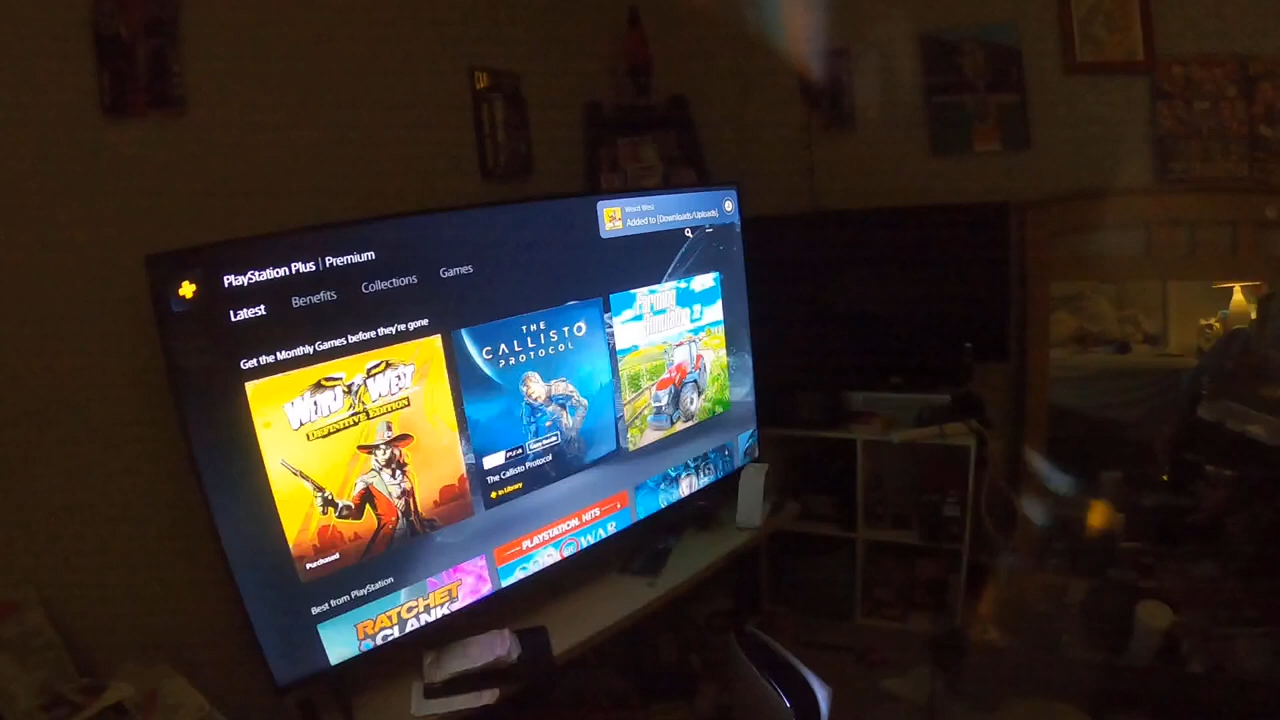 Weird West
Added to [Downloads/Uploads].
PlayStation Plus | Premium
Latest
Benefits
Collections
Games
Get the Monthly Games before they're gone
WEIRD WEST
DEFINITIVE EDITION
Purchased
THE
CALLISTO
PROTOCOL
PS4
The Callisto Protocol
In Library
Farming
Simulator 22
Best from PlayStation
RATCHET
CLANK
PLAYSTATION. HITS
WAR